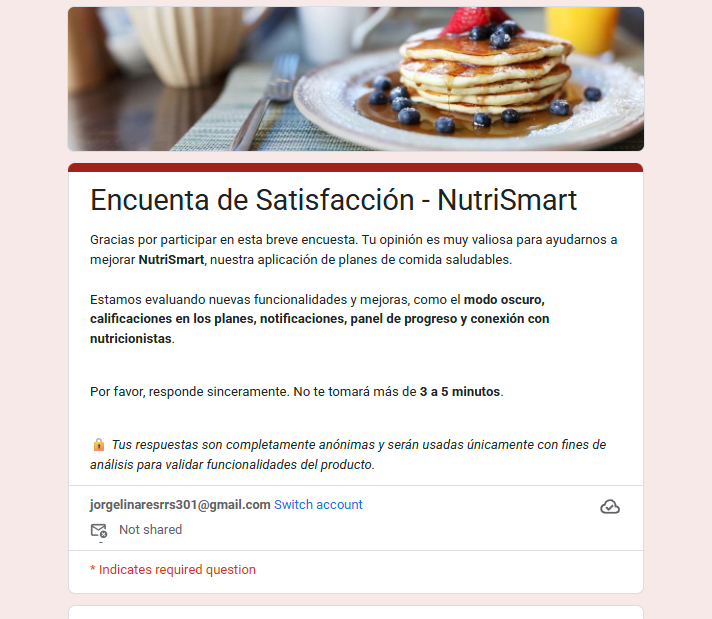 Encuenta de Satisfacción - NutriSmart
Gracias por participar en esta breve encuesta. Tu opinión es muy valiosa para ayudarnos a
mejorar NutriSmart, nuestra aplicación de planes de comida saludables.
Estamos evaluando nuevas funcionalidades y mejoras, como el modo oscuro,
calificaciones en los planes, notificaciones, panel de progreso y conexión con
nutricionistas.
Por favor, responde sinceramente. No te tomará más de 3 a 5 minutos.
🔒 Tus respuestas son completamente anónimas y serán usadas únicamente con fines de
análisis para validar funcionalidades del producto.
jorgelinaresrrs301@gmail.com Switch account
Not shared
* Indicates required question